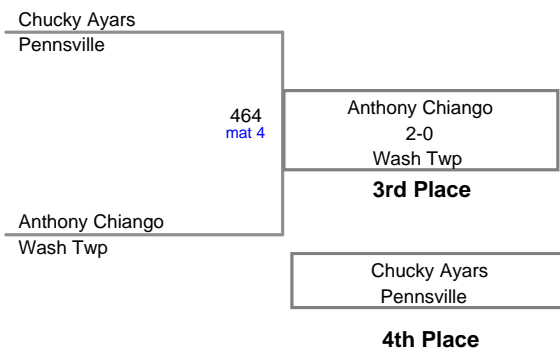 Chucky Ayars
Pennsville
464
mat 4
Anthony Chiango
2-0
Wash Twp
3rd Place
Anthony Chiango
Wash Twp
Chucky Ayars
Pennsville
4th Place